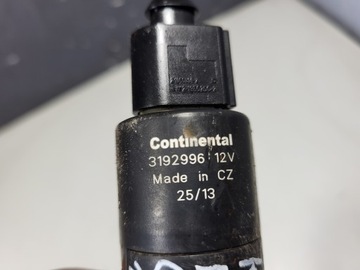 Continental
3192996 12V
Made in CZ
25/13